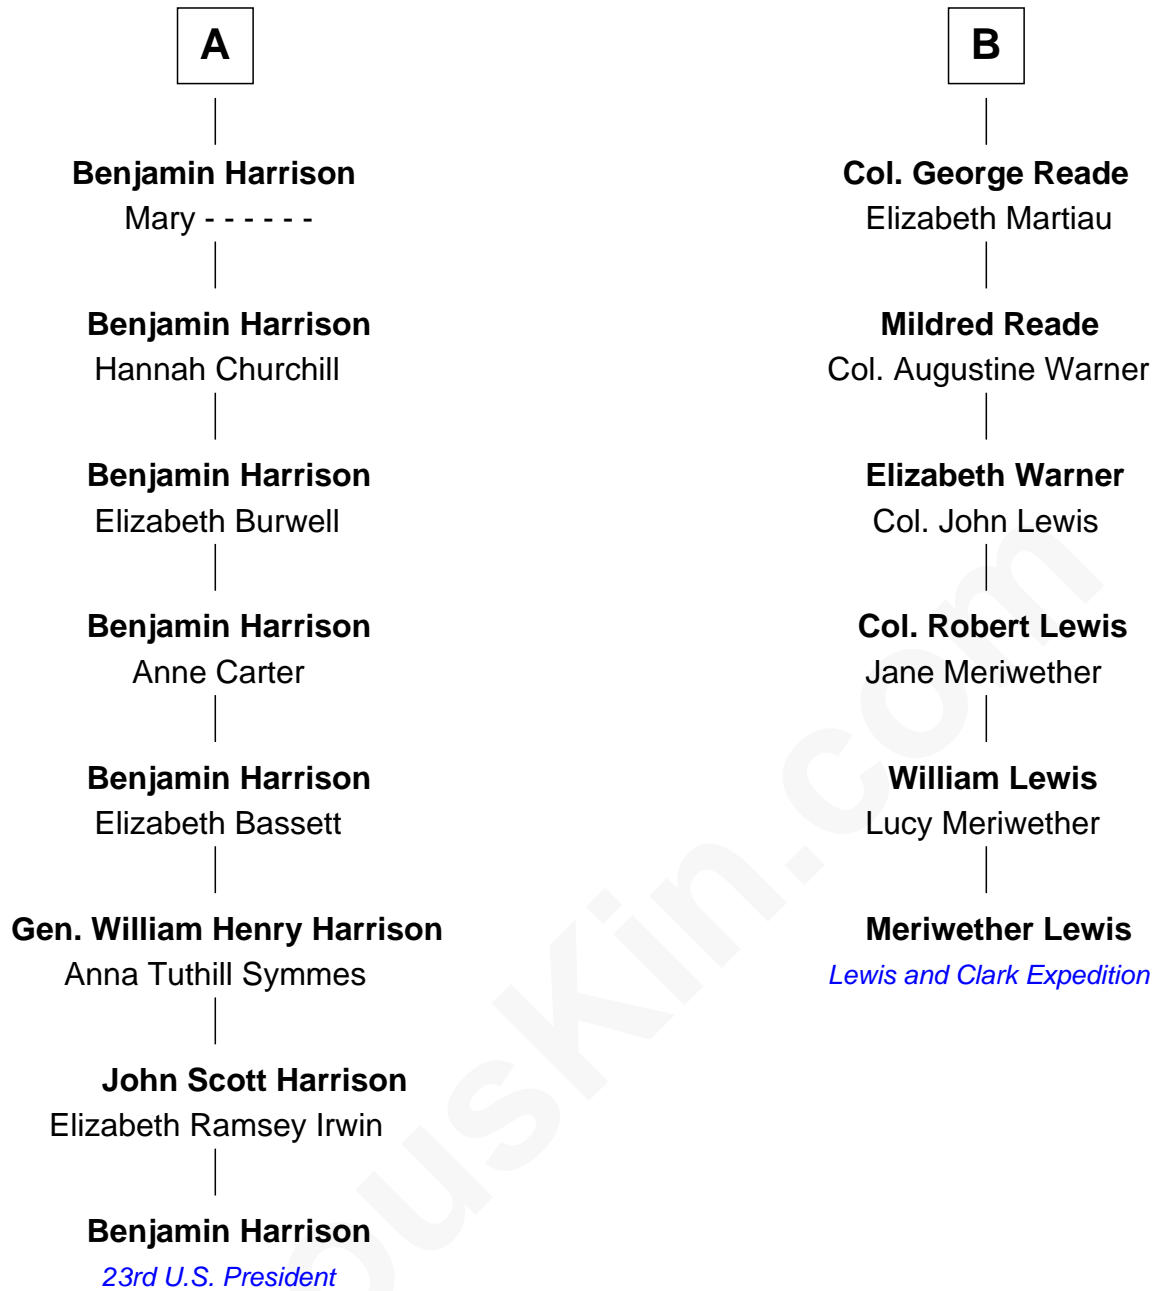 A
Benjamin Harrison
Mary - - - - - -
Benjamin Harrison
Hannah Churchill
Benjamin Harrison
Elizabeth Burwell
Benjamin Harrison
Anne Carter
Benjamin Harrison
Elizabeth Bassett
Gen. William Henry Harrison
Anna Tuthill Symmes
John Scott Harrison
Elizabeth Ramsey Irwin
Benjamin Harrison
23rd U.S. President
B
Col. George Reade
Elizabeth Martiau
Mildred Reade
Col. Augustine Warner
Elizabeth Warner
Col. John Lewis
Col. Robert Lewis
Jane Meriwether
William Lewis
Lucy Meriwether
Meriwether Lewis
Lewis and Clark Expedition
ousKin.com